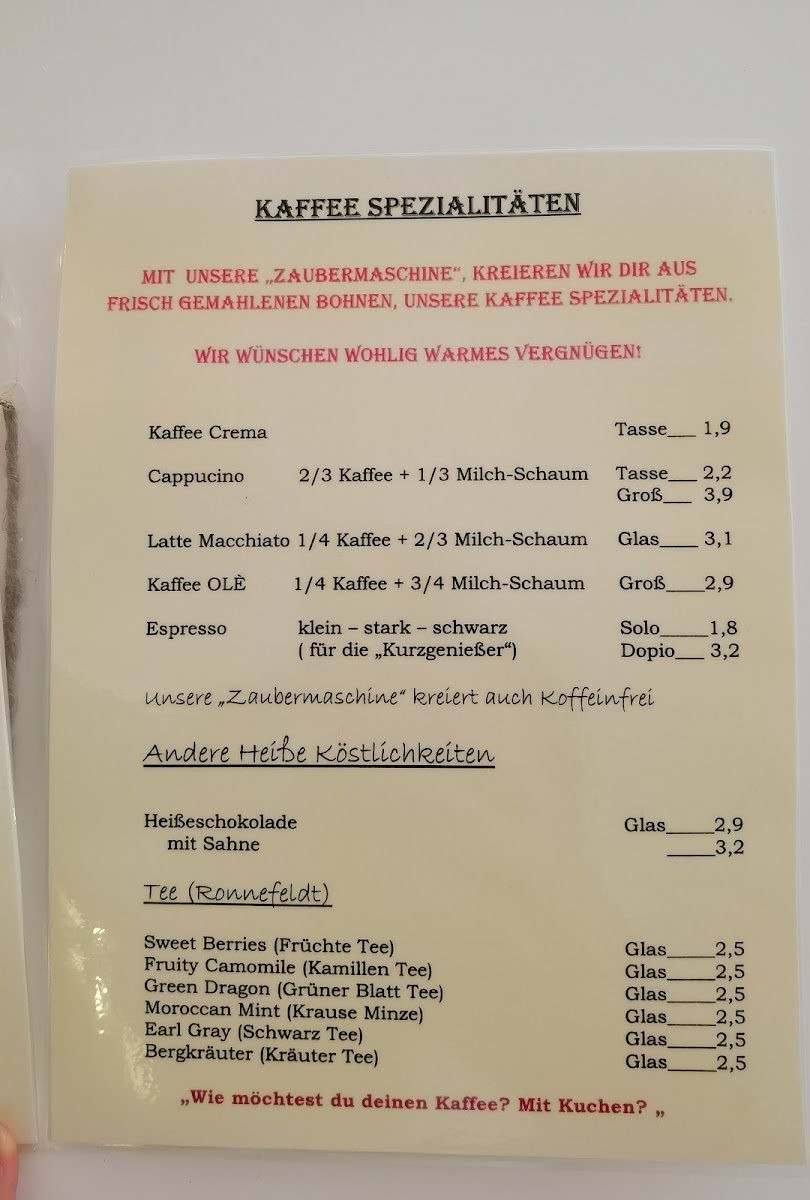 KAFFEE SPEZIALITÄTEN
MIT UNSERE „ZAUBERMASCHINE“, KREIEREN WIR DIR AUS
FRISCH GEMAHLENEN BOHNEN, UNSERE KAFFEE SPEZIALITÄTEN.
WIR WÜNSCHEN WOHLIG WARMES VERGNÜGEN!
Kaffee Crema Tasse___ 1,9
Cappucino 2/3 Kaffee + 1/3 Milch-Schaum Tasse___ 2,2
Groß___ 3,9
Latte Macchiato 1/4 Kaffee + 2/3 Milch-Schaum Glas____ 3,1
Kaffee OLÈ 1/4 Kaffee + 3/4 Milch-Schaum Groß____2,9
Espresso klein – stark – schwarz Solo_____1,8
( für die „Kurzgenießer“) Dopio___ 3,2
Unsere „Zaubermaschine“ kreiert auch Koffeinfrei
Andere Heiße Köstlichkeiten
Heißeschokolade Glas_____2,9
mit Sahne _____3,2
Tee (Ronnefeldt)
Sweet Berries (Früchte Tee) Glas_____2,5
Fruity Camomile (Kamillen Tee) Glas_____2,5
Green Dragon (Grüner Blatt Tee) Glas_____2,5
Moroccan Mint (Krause Minze) Glas_____2,5
Earl Gray (Schwarz Tee) Glas_____2,5
Bergkräuter (Kräuter Tee) Glas_____2,5
„Wie möchtest du deinen Kaffee? Mit Kuchen? „